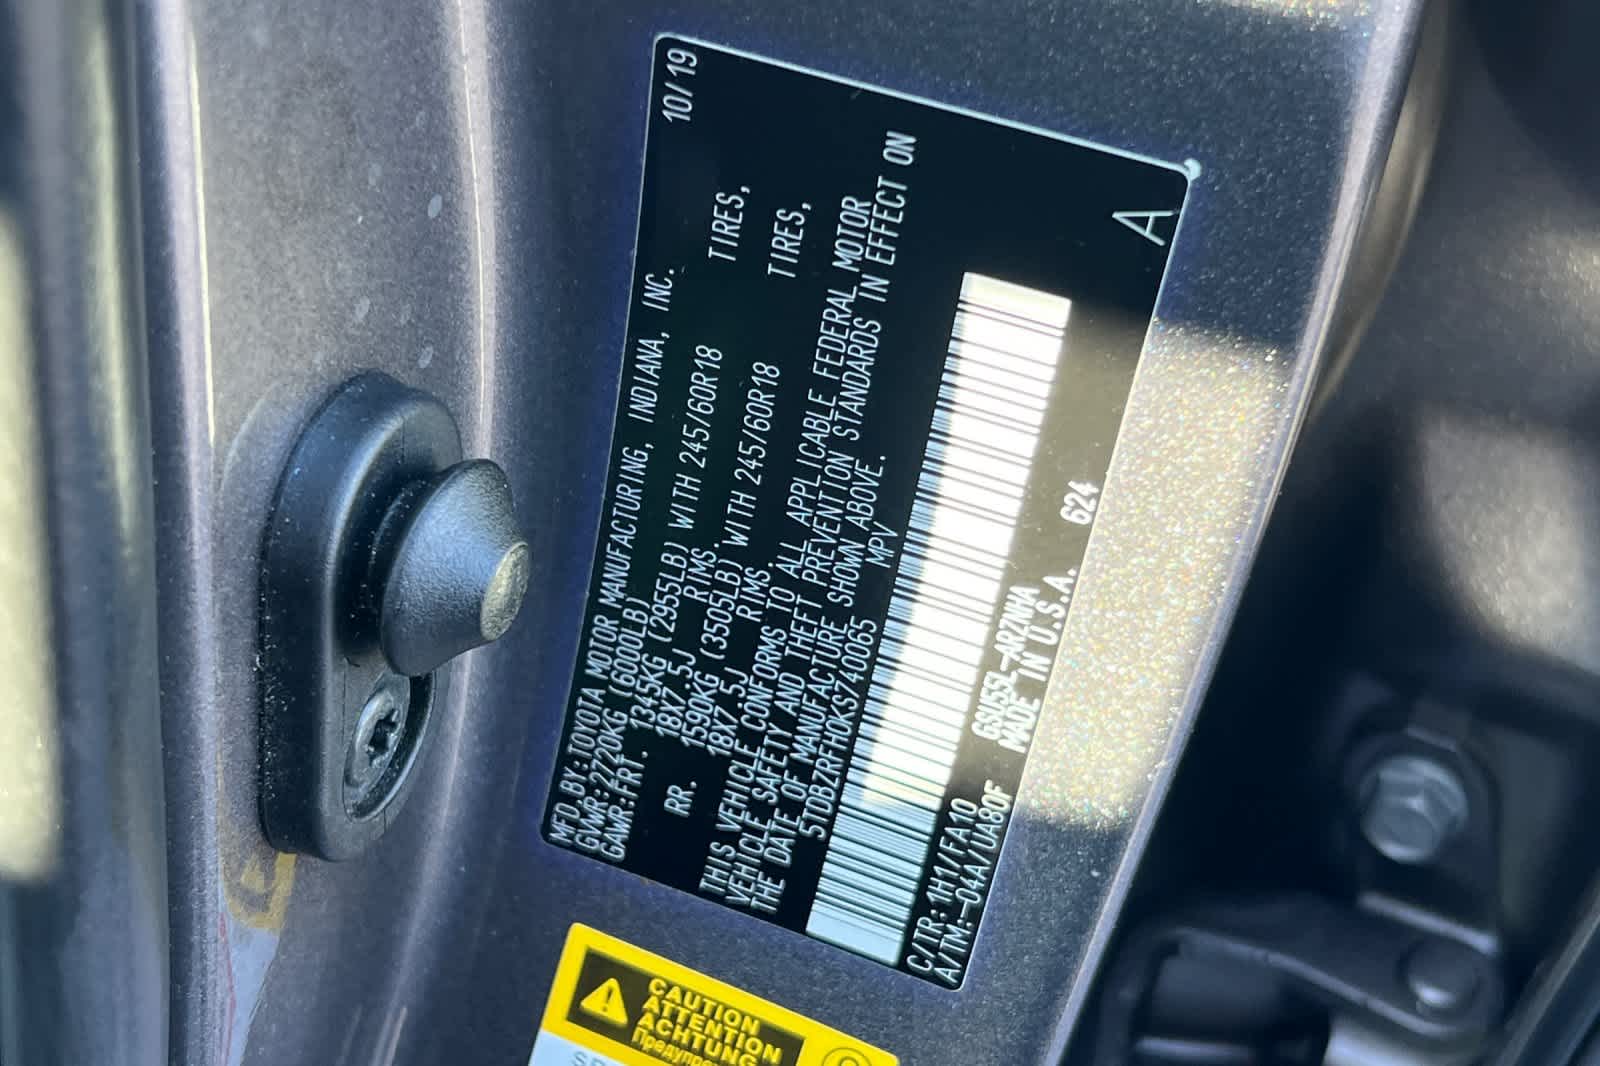 MFD.BY:TOYOTA MOTOR MANUFACTURING, INDIANA, INC. 10/19
GVWR:2720KG (6000LB)
GAWR:FRT. 1345KG (2955LB) WITH 245/60R18 TIRES,
18X7.5J RIMS.
RR. 1590KG (3505LB) WITH 245/60R18 TIRES,
18X7.5J RIMS.
THIS VEHICLE CONFORMS TO ALL APPLICABLE FEDERAL MOTOR
VEHICLE SAFETY AND THEFT PREVENTION STANDARDS IN EFFECT ON
THE DATE OF MANUFACTURE SHOWN ABOVE.
5TDBZRFH0KS740065 MPV
C/TR:1H1/FA10 GSU55L-ARZNHA
A/TM:-04A/UA80F MADE IN U.S.A. 624
A
CAUTION
ATTENTION
ACHTUNG